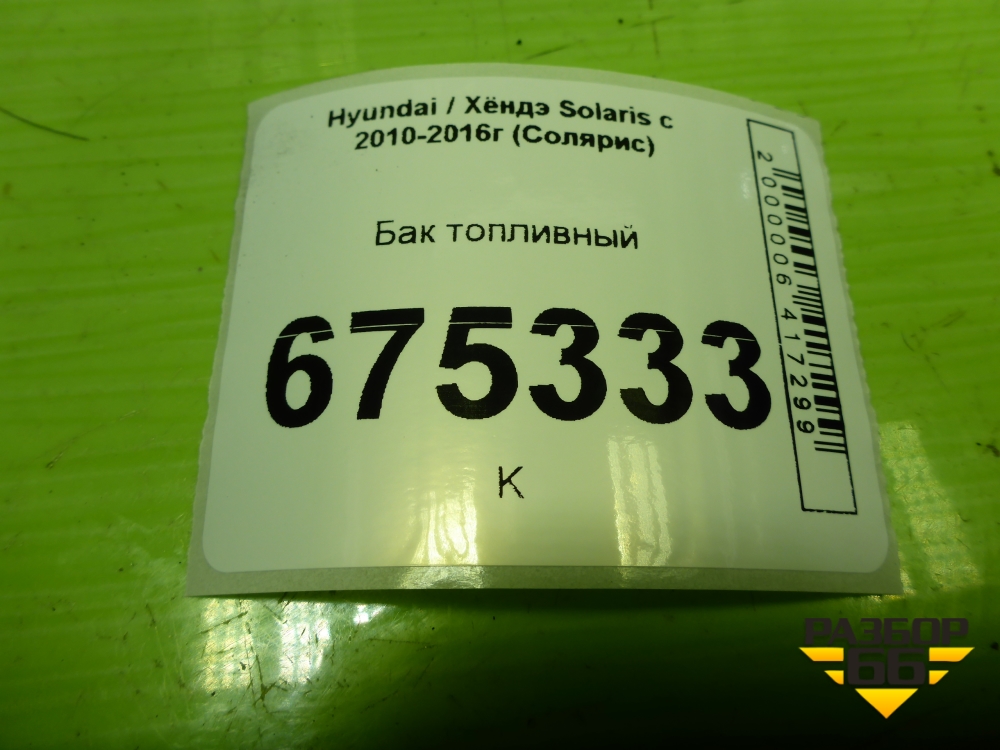 Hyundai / Хёндэ Solaris с
2010-2016г (Солярис)
Бак топливный
675333
К
2000006417299
РАЗБОР
66